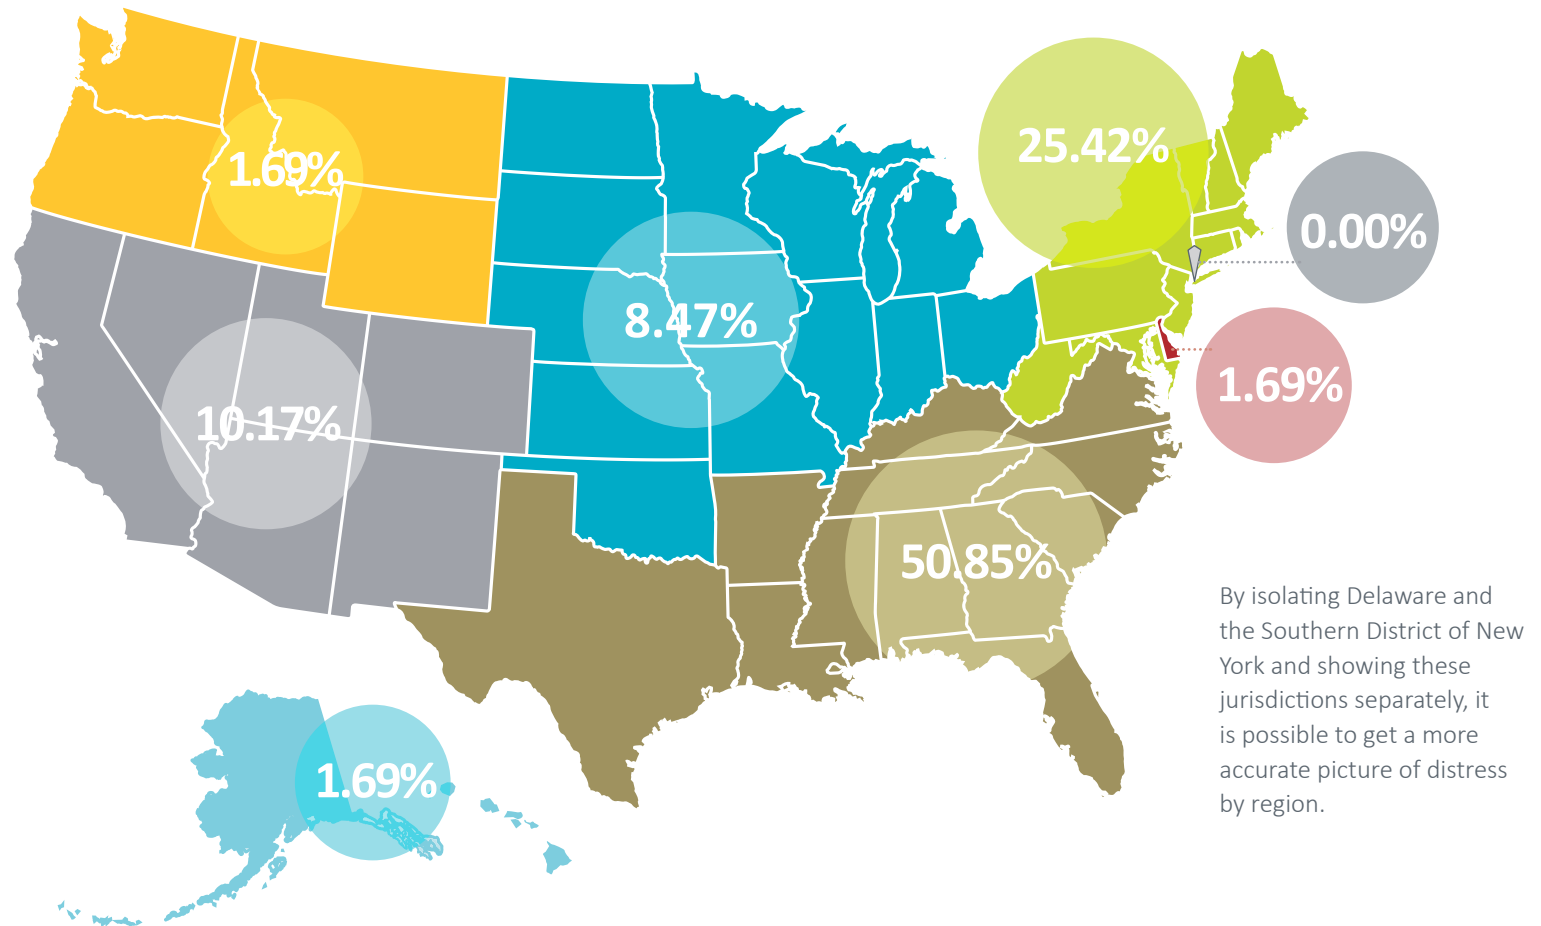 25.42%
1.69%
0.00%
8.47%
1.69%
10.17%
50.85%
1.69%
By isolating Delaware and
the Southern District of New
York and showing these
jurisdictions separately, it
is possible to get a more
accurate picture of distress
by region.